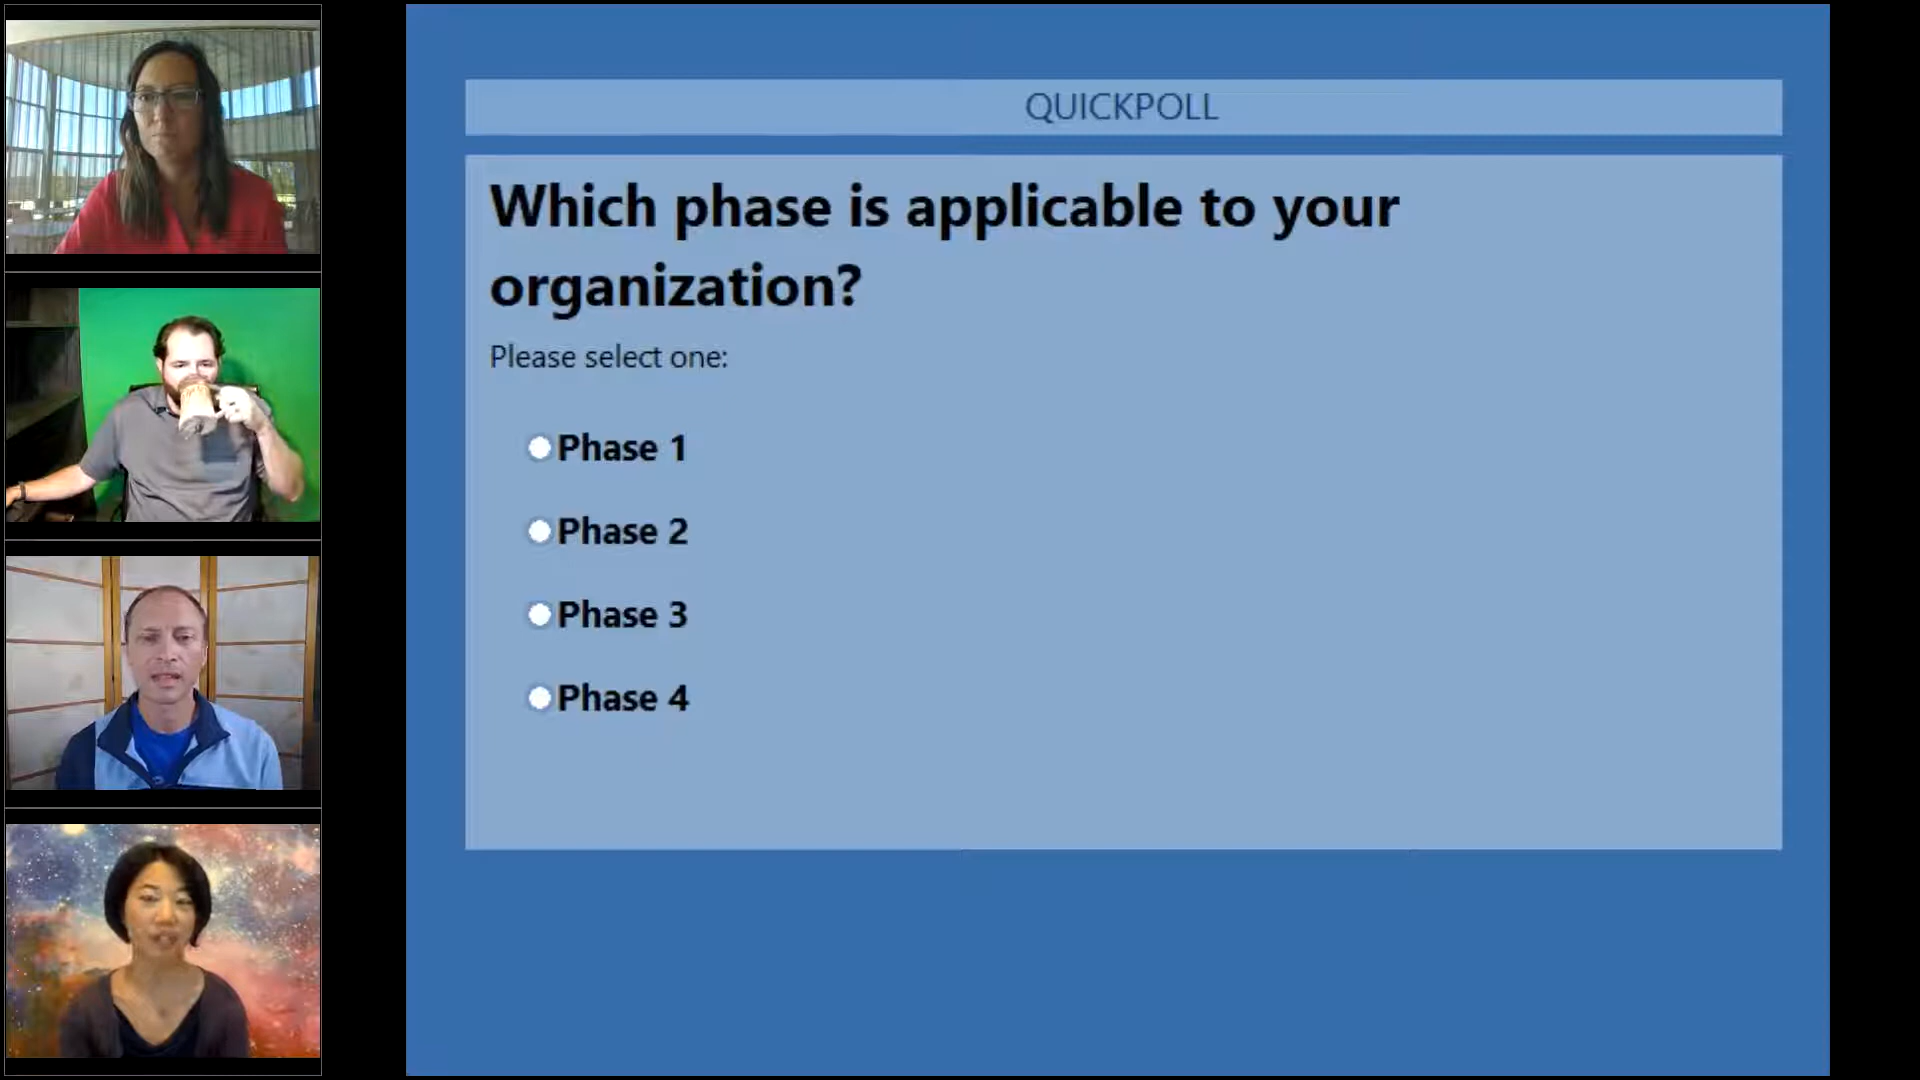 QUICKPOLL
Which phase is applicable to your
organization?
Please select one:
Phase 1
Phase 2
Phase 3
Phase 4